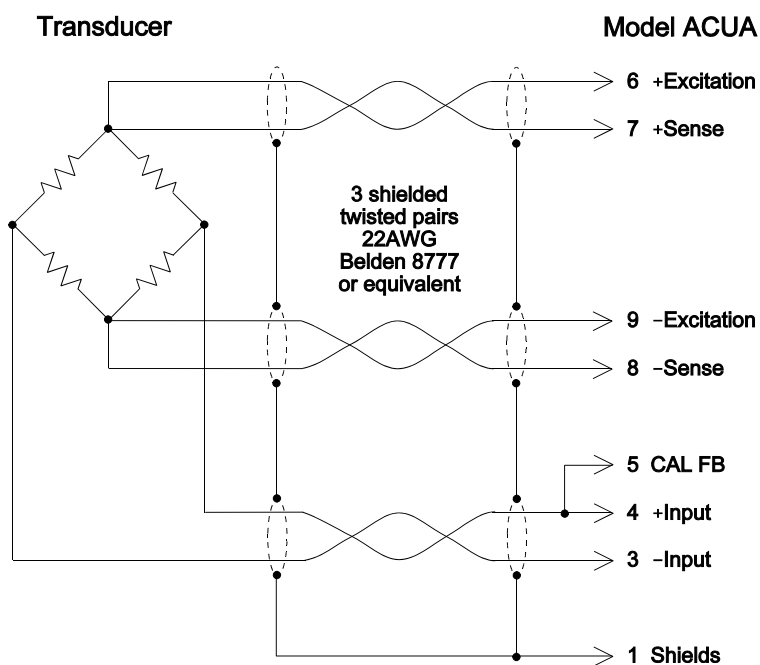 Transducer
Model ACUA
6 +Excitation
7 +Sense
3 shielded
twisted pairs
22AWG
Belden 8777
or equivalent
9 −Excitation
8 −Sense
5 CAL FB
4 +Input
3 −Input
1 Shields